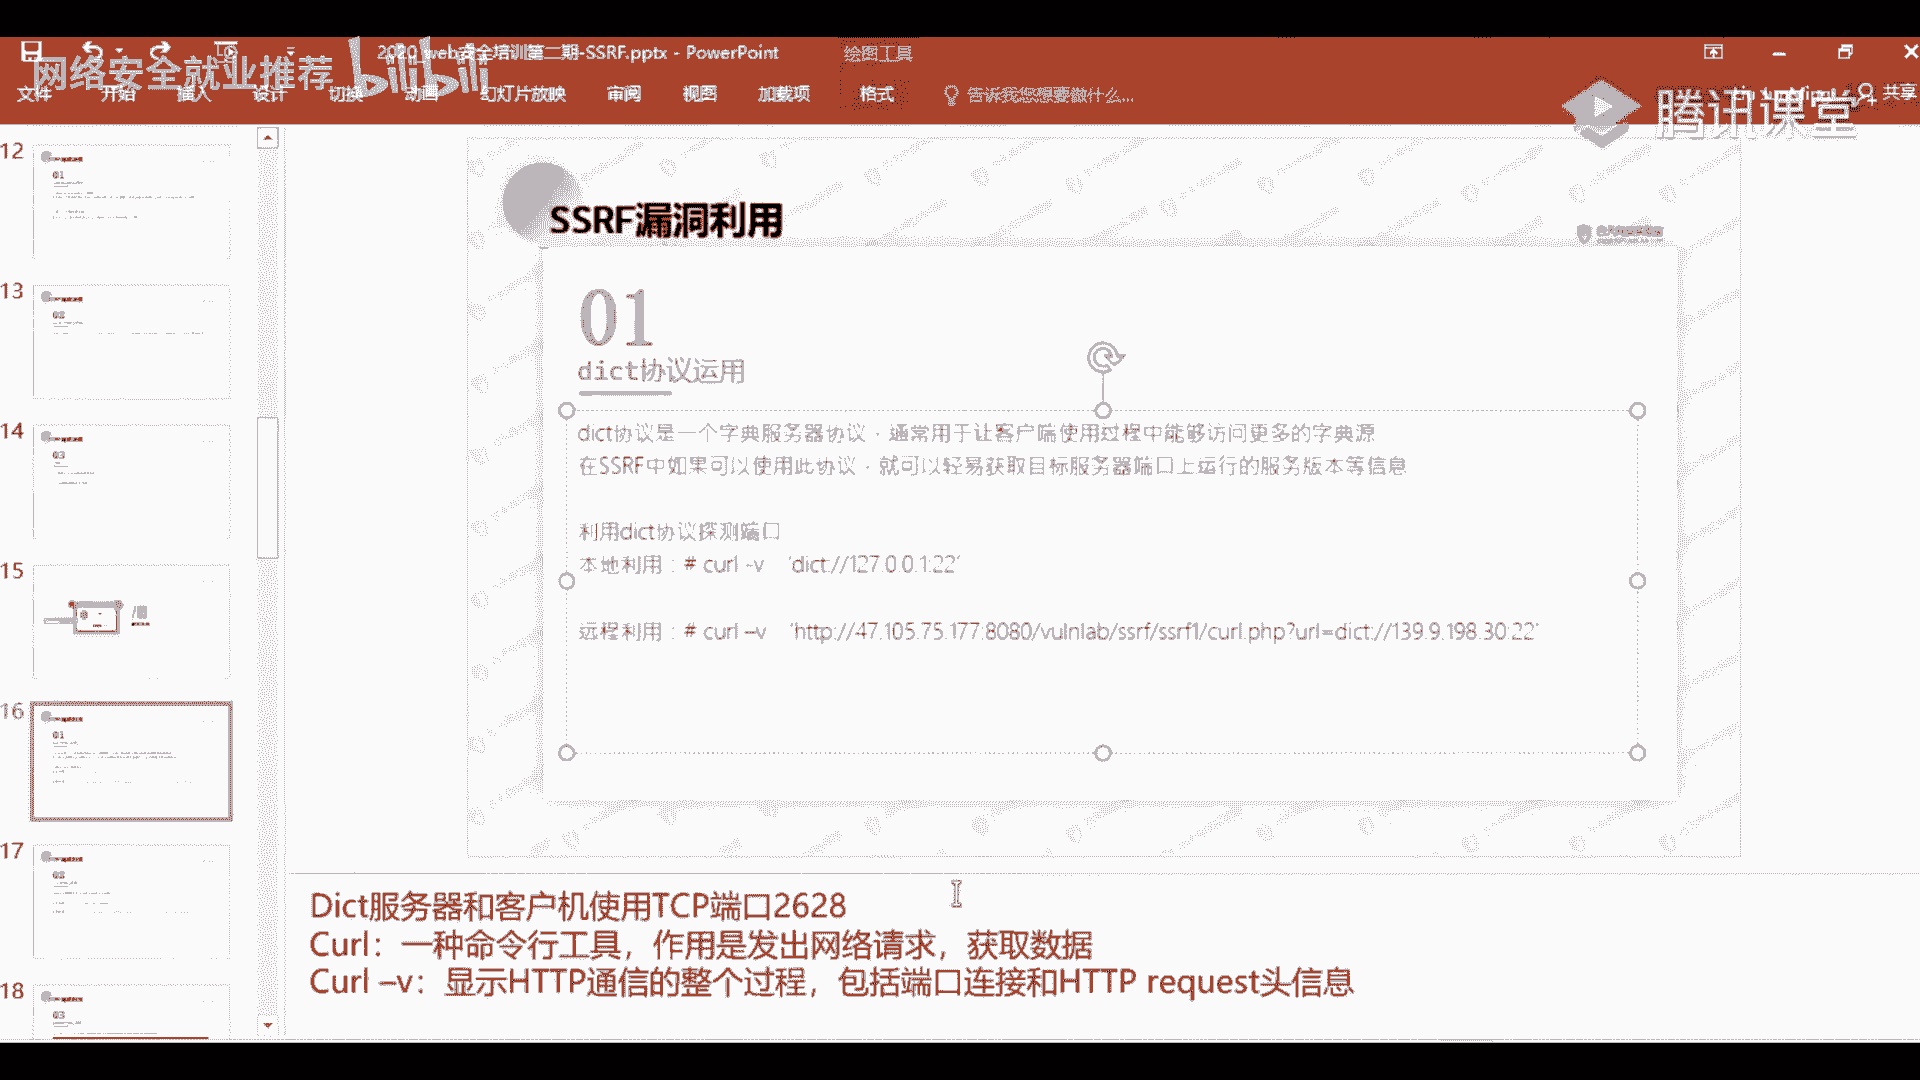 2020 web安全培训第二期-SSRF.pptx - PowerPoint
绘图工具
网络安全就业推荐
bilibili
文件 开始 插入 设计 切换 动画 幻灯片放映 审阅 视图 加载项 格式 告诉我您想要做什么... 共享
腾讯课堂
12
13
14
15
16
17
18
SSRF漏洞利用
01
dict协议运用
dict协议是一个字典服务器协议，通常用于让客户端使用过程中能够访问更多的字典源
在SSRF中如果可以使用此协议，就可以轻易获取目标服务器端口上运行的服务版本等信息
利用dict协议探测端口
本地利用：# curl -v 'dict://127.0.0.1:22'
远程利用：# curl –v 'http://47.105.75.177:8080/vulnlab/ssrf/ssrf1/curl.php?url=dict://139.9.198.30:22'
Dict服务器和客户机使用TCP端口2628
Curl：一种命令行工具，作用是发出网络请求，获取数据
Curl –v：显示HTTP通信的整个过程，包括端口连接和HTTP request头信息